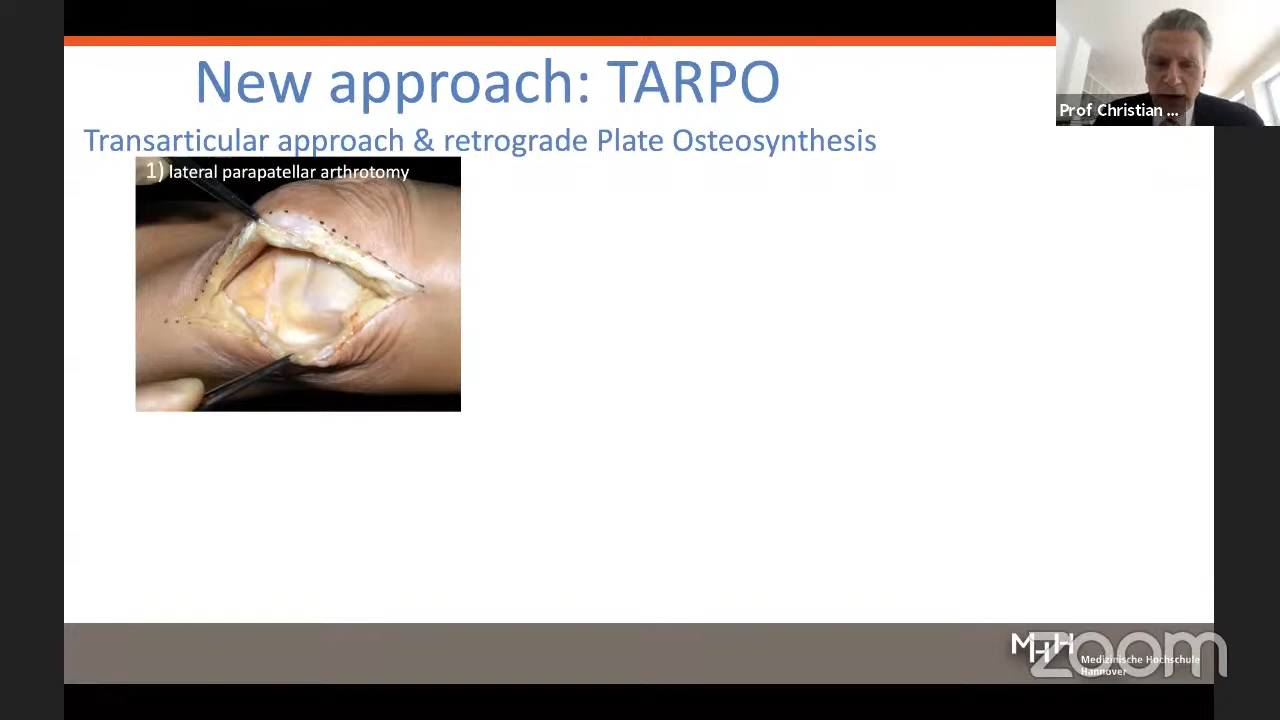 New approach: TARPO
Prof Christian ...
Transarticular approach & retrograde Plate Osteosynthesis
1) lateral parapatellar arthrotomy
MHH
zoom
Medizinische Hochschule
Hannover